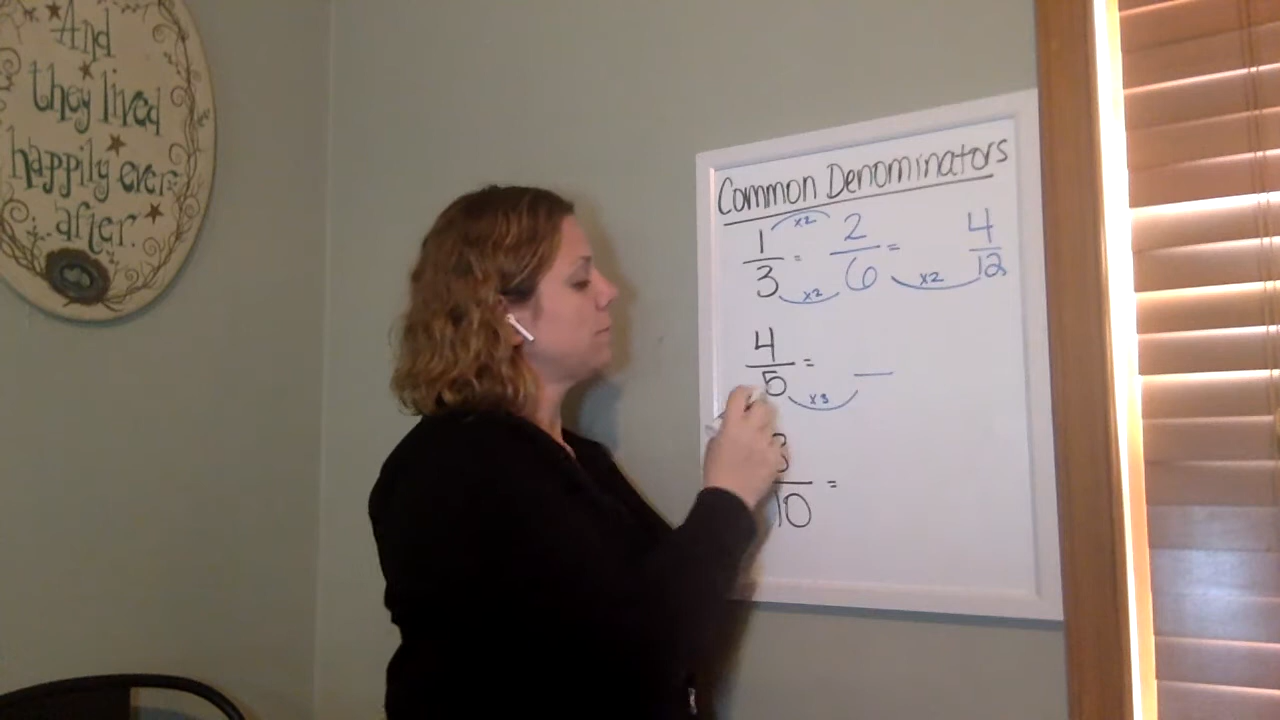 And
they lived
happily ever
after.
Common Denominators
1/3 = 2/6 = 4/12
x2
x2
x2
4/5 =
x3
3/10 =